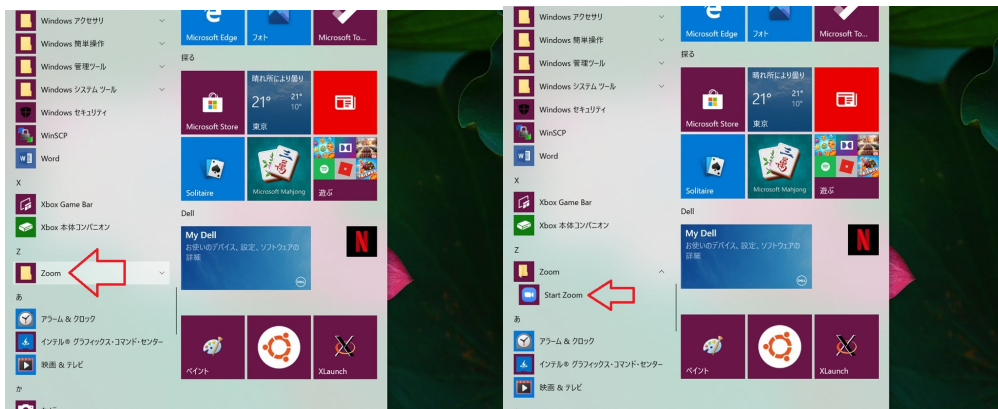 Windows アクセサリ
Windows 簡単操作
Windows 管理ツール
Windows システム ツール
Windows セキュリティ
WinSCP
Word
X
Xbox Game Bar
Xbox 本体コンパニオン
Z
Zoom
あ
アラーム & クロック
インテル® グラフィックス・コマンド・センター
映画 & テレビ
か
Microsoft Edge
フォト
Microsoft To...
探る
Microsoft Store
晴れ所により曇り
21°
21°
10°
東京
Solitaire
Microsoft Mahjong
遊ぶ
Dell
My Dell
お使いのデバイス、設定、ソフトウェアの
詳細
DELL
N
ペイント
XLaunch
Windows アクセサリ
Windows 簡単操作
Windows 管理ツール
Windows システム ツール
Windows セキュリティ
WinSCP
Word
X
Xbox Game Bar
Xbox 本体コンパニオン
Z
Zoom
Start Zoom
あ
アラーム & クロック
インテル® グラフィックス・コマンド・センター
映画 & テレビ
Microsoft Edge
フォト
Microsoft To...
探る
Microsoft Store
晴れ所により曇り
21°
21°
10°
東京
Solitaire
Microsoft Mahjong
遊ぶ
Dell
My Dell
お使いのデバイス、設定、ソフトウェアの
詳細
DELL
N
ペイント
XLaunch